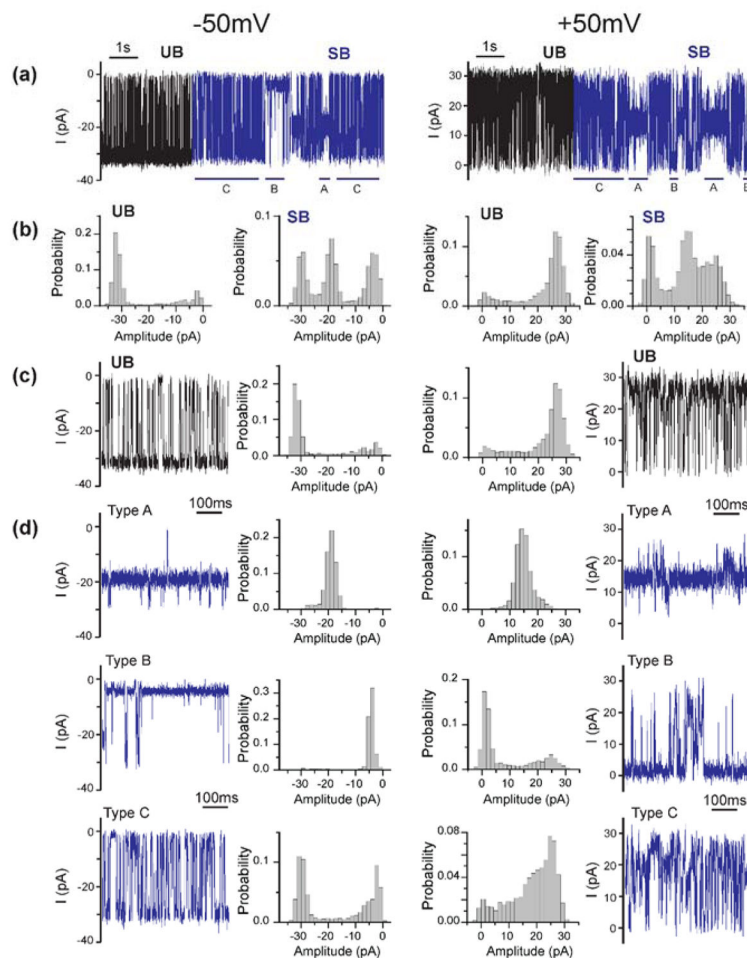 -50mV +50mV
1s UB SB 1s UB SB
(a)
I (pA) 0 -20 -40
C B A C
I (pA) 30 20 10 0
C A B A B
(b)
UB SB UB SB
Probability 0.2 0.1 0.0
Probability 0.1 0.05 0.0
Probability 0.1 0.0
Probability 0.04 0.00
-30 -20 -10 0
-30 -20 -10 0
0 10 20 30
0 10 20 30
Amplitude (pA) Amplitude (pA) Amplitude (pA) Amplitude (pA)
(c)
UB UB
I (pA) 0 -20 -40
Probability 0.2 0.1 0.0
Probability 0.1 0.0
I (pA) 30 20 10 0
-30 -20 -10 0
0 10 20 30
Amplitude (pA) Amplitude (pA)
100ms 100ms
(d)
Type A Type A
I (pA) 0 -20 -40
Probability 0.2 0.1 0.0
Probability 0.1 0.0
I (pA) 30 20 10 0
-30 -20 -10 0
0 10 20 30
Amplitude (pA) Amplitude (pA)
Type B Type B
I (pA) 0 -20 -40
Probability 0.3 0.2 0.1 0.0
Probability 0.2 0.1 0.0
I (pA) 30 20 10 0
-30 -20 -10 0
0 10 20 30
Amplitude (pA) Amplitude (pA)
Type C 100ms Type C 100ms
I (pA) 0 -20 -40
Probability 0.1 0.0
Probability 0.08 0.04 0.00
I (pA) 30 20 10 0
-30 -20 -10 0
0 10 20 30
Amplitude (pA) Amplitude (pA)